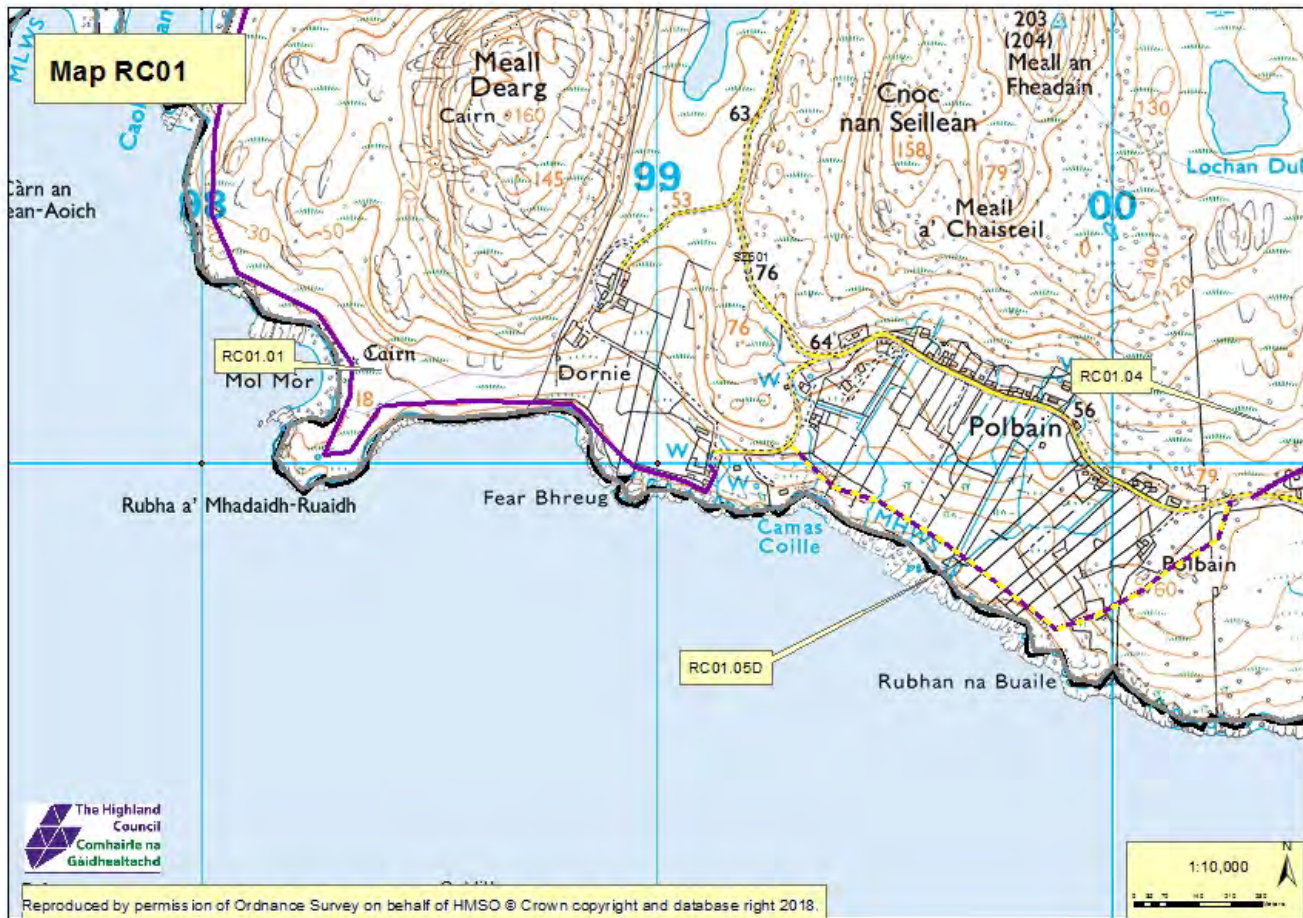 Map RC01
MLWS
Meall
Dearg
Cairn
160
145
63
203
(204)
Meall an
Fheadain
Cnoc
nan Seillean
158
179
130
Lochan Dub
Càrn an
ean-Aoich
98
30
50
99
53
00
Meall
a' Chaisteil
140
76
76
64
RC01.01
Cairn
Mol Mòr
18
Dornie
W
RC01.04
56
Polbain
W
W
79
Rubha a' Mhadaidh-Ruaidh
Fear Bhreug
Camas
Coille
MHWS
Polbain
60
RC01.05D
Rubhan na Buaile
The Highland
Council
Comhairle na
Gàidhealtachd
1:10,000
N
Reproduced by permission of Ordnance Survey on behalf of HMSO © Crown copyright and database right 2018.